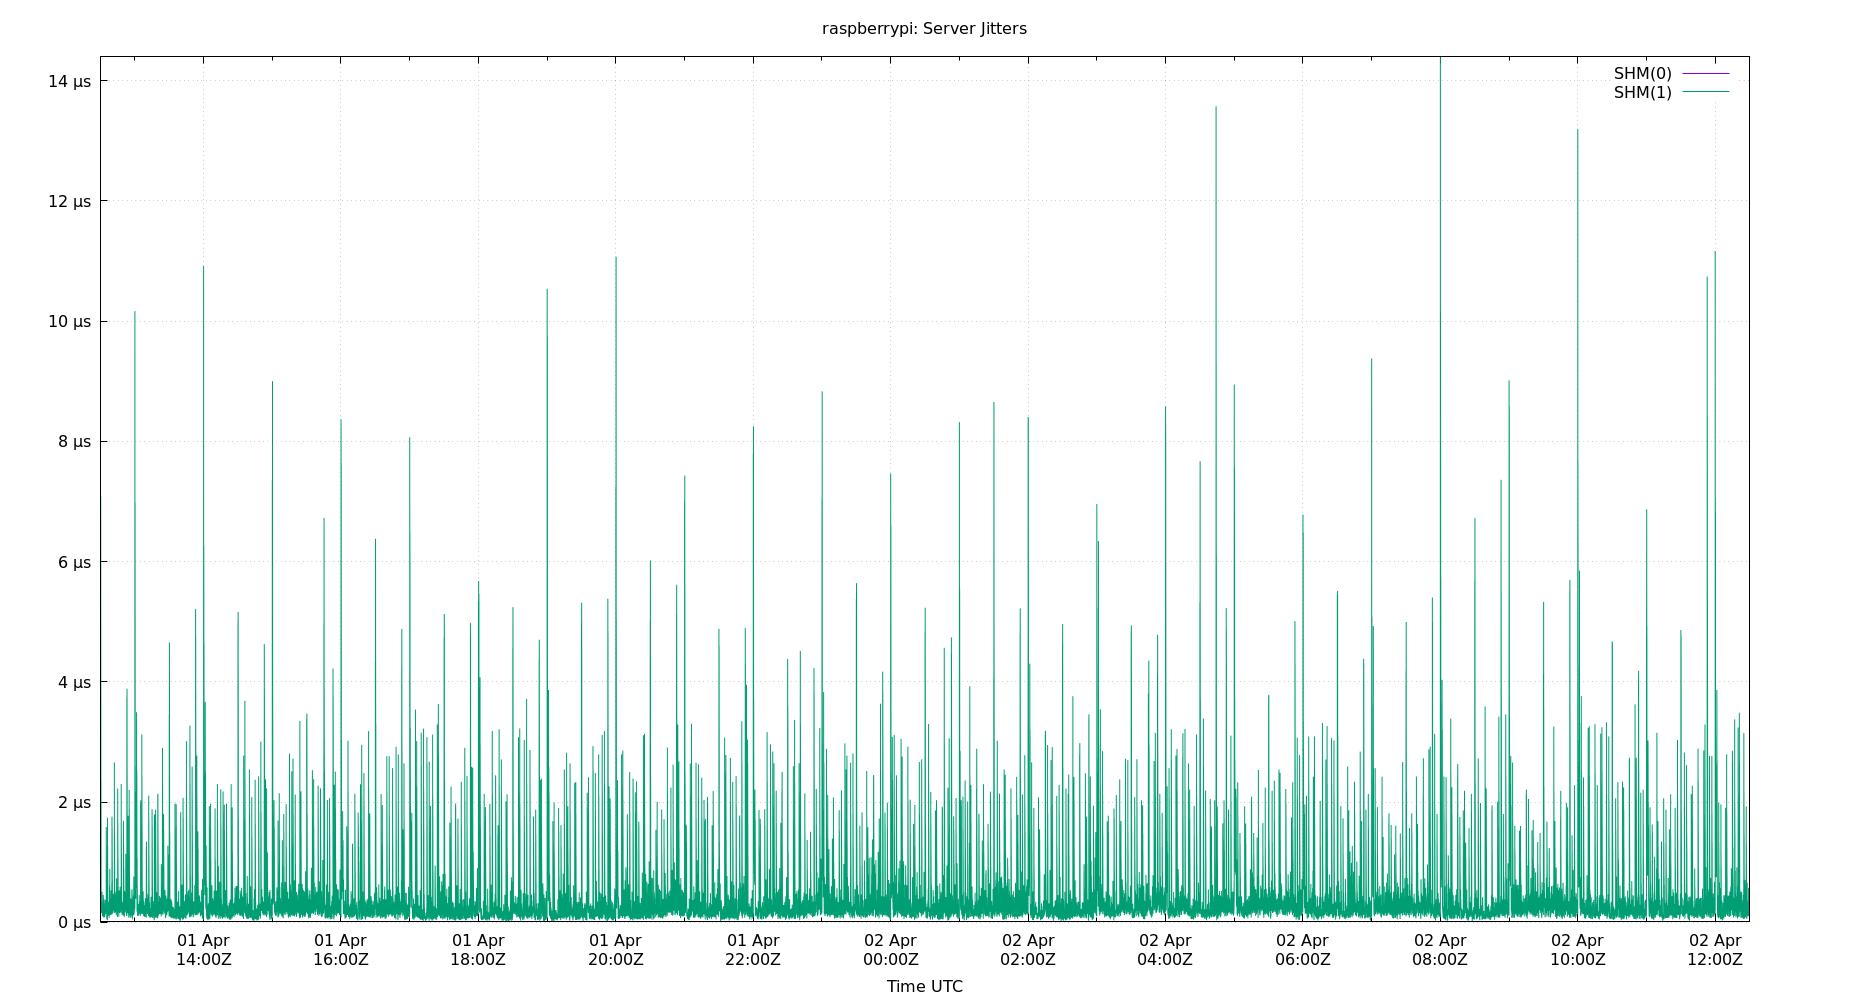 raspberrypi: Server Jitters
SHM(0)
SHM(1)
14 µs
12 µs
10 µs
8 µs
6 µs
4 µs
2 µs
0 µs
01 Apr 01 Apr 01 Apr 01 Apr 01 Apr 02 Apr 02 Apr 02 Apr 02 Apr 02 Apr 02 Apr 02 Apr
14:00Z 16:00Z 18:00Z 20:00Z 22:00Z 00:00Z 02:00Z 04:00Z 06:00Z 08:00Z 10:00Z 12:00Z
Time UTC